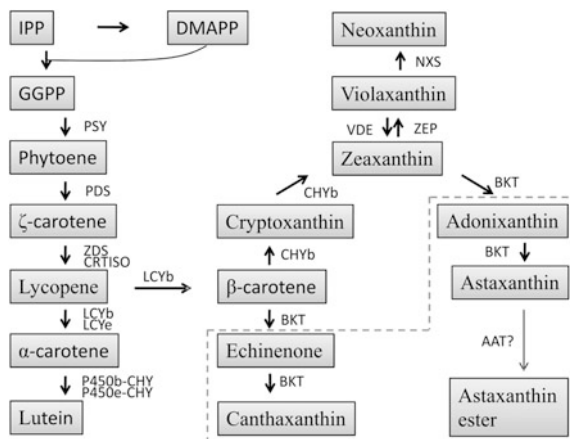 IPP
DMAPP
GGPP
PSY
Phytoene
PDS
ζ-carotene
ZDS
CRTISO
Lycopene
LCYb
LCYb
LCYe
α-carotene
P450b-CHY
P450e-CHY
Lutein
Neoxanthin
NXS
Violaxanthin
VDE
ZEP
Zeaxanthin
CHYb
BKT
Cryptoxanthin
CHYb
β-carotene
BKT
Echinenone
BKT
Canthaxanthin
Adonixanthin
BKT
Astaxanthin
AAT?
Astaxanthin
ester